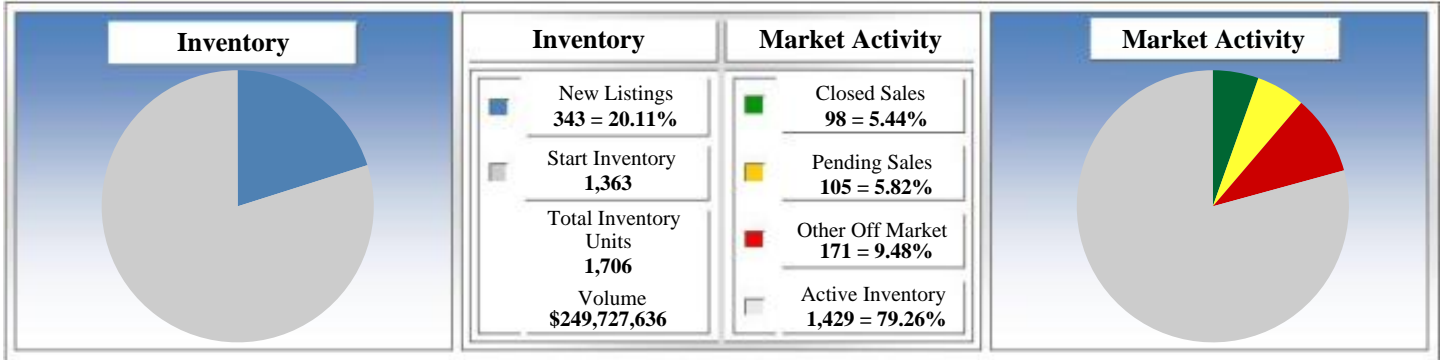 Inventory
Inventory
Market Activity
New Listings
343 = 20.11%
Start Inventory
1,363
Total Inventory
Units
1,706
Volume
$249,727,636
Closed Sales
98 = 5.44%
Pending Sales
105 = 5.82%
Other Off Market
171 = 9.48%
Active Inventory
1,429 = 79.26%
Market Activity